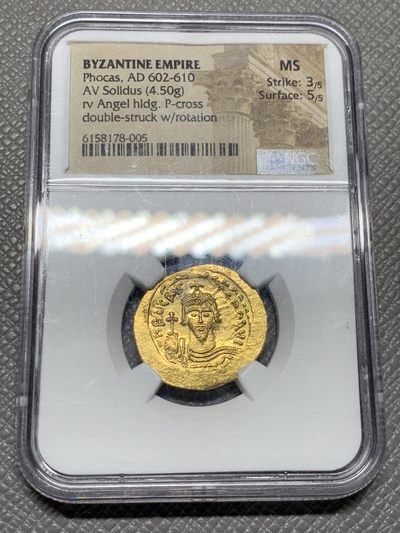 BYZANTINE EMPIRE
Phocas, AD 602-610
AV Solidus (4.50g)
rv Angel hldg. P-cross
double-struck w/rotation
6158178-005
MS
Strike: 3/5
Surface: 5/5
NGC